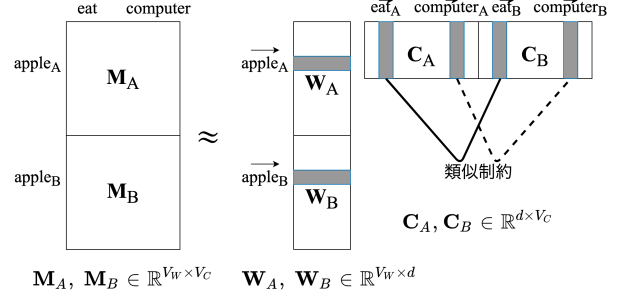 eat computer
eat_A computer_A eat_B computer_B
apple_A M_A apple_A W_A C_A C_B
≈
apple_B M_B apple_B W_B
類似制約
C_A, C_B ∈ ℝ^{d×V_C}
M_A, M_B ∈ ℝ^{V_W×V_C} W_A, W_B ∈ ℝ^{V_W×d}